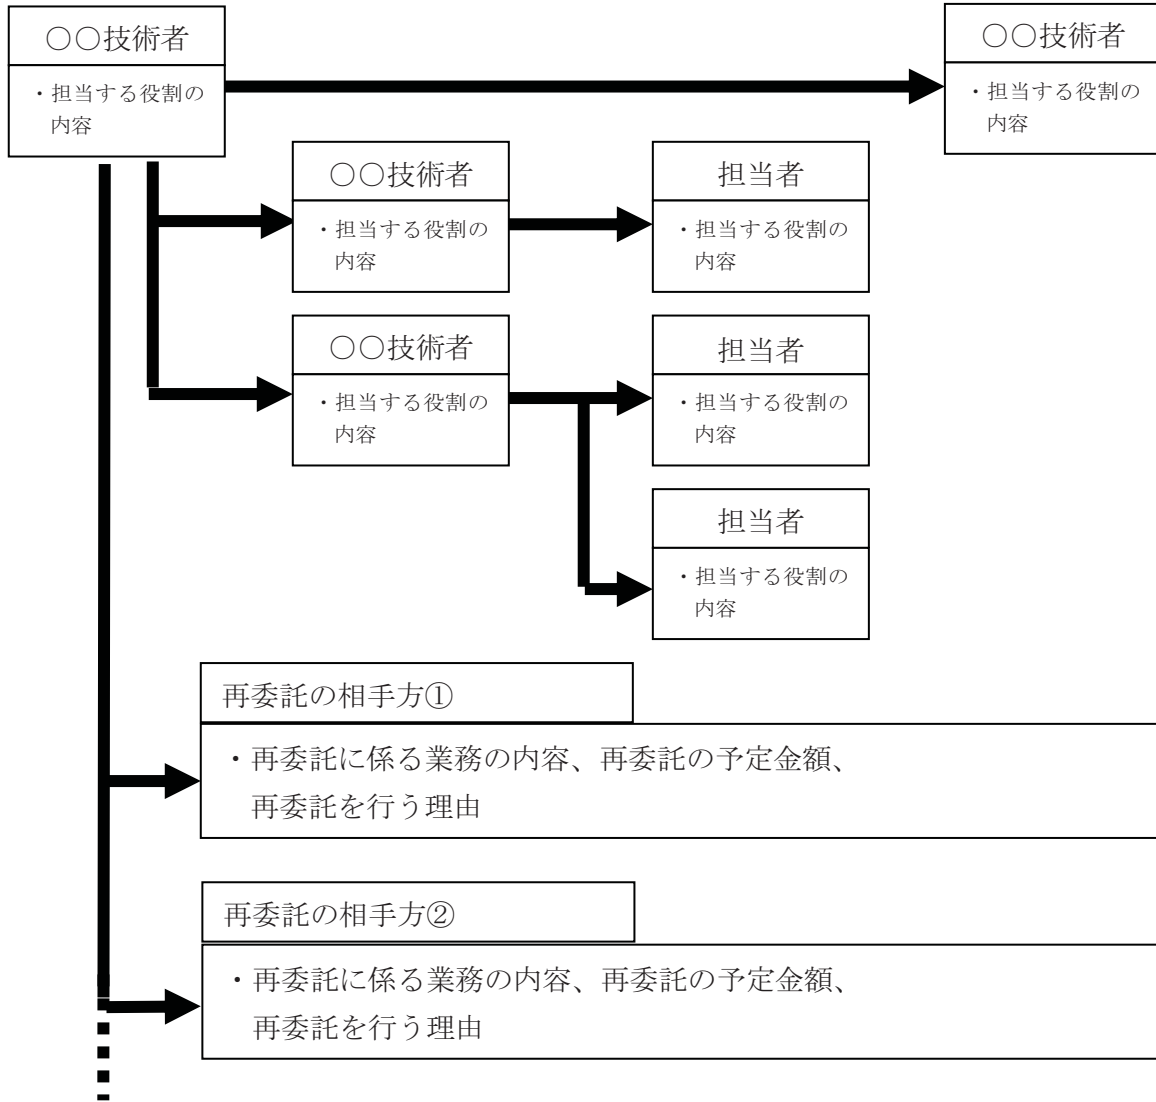 ○○技術者
・担当する役割の
内容
○○技術者
・担当する役割の
内容
○○技術者
・担当する役割の
内容
担当者
・担当する役割の
内容
○○技術者
・担当する役割の
内容
担当者
・担当する役割の
内容
担当者
・担当する役割の
内容
再委託の相手方①
・再委託に係る業務の内容、再委託の予定金額、
再委託を行う理由
再委託の相手方②
・再委託に係る業務の内容、再委託の予定金額、
再委託を行う理由